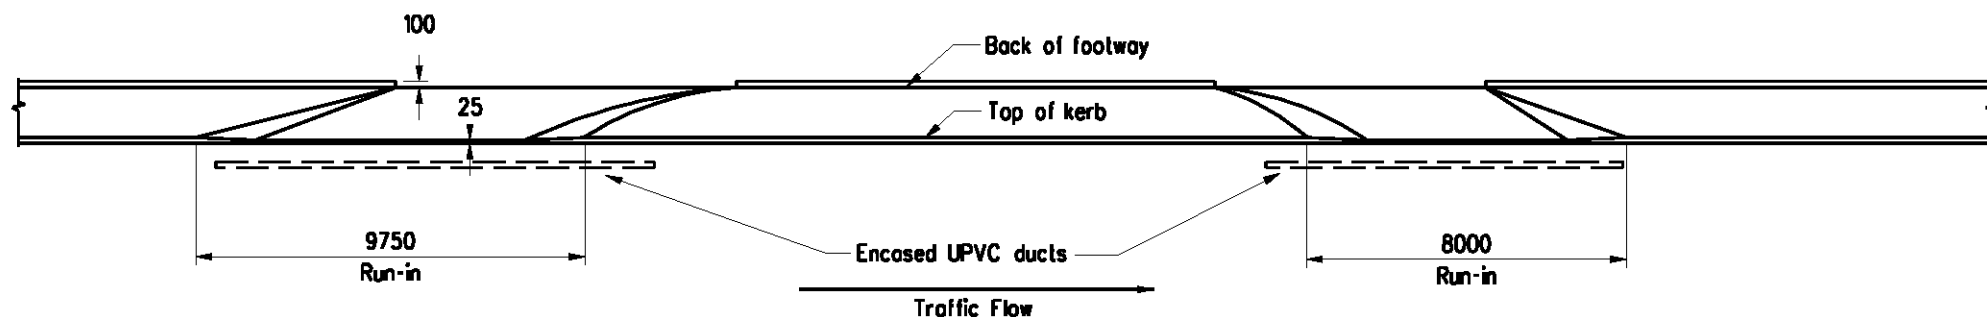 100
Back of footway
25
Top of kerb
9750
Run-in
Encased UPVC ducts
8000
Run-in
Traffic Flow